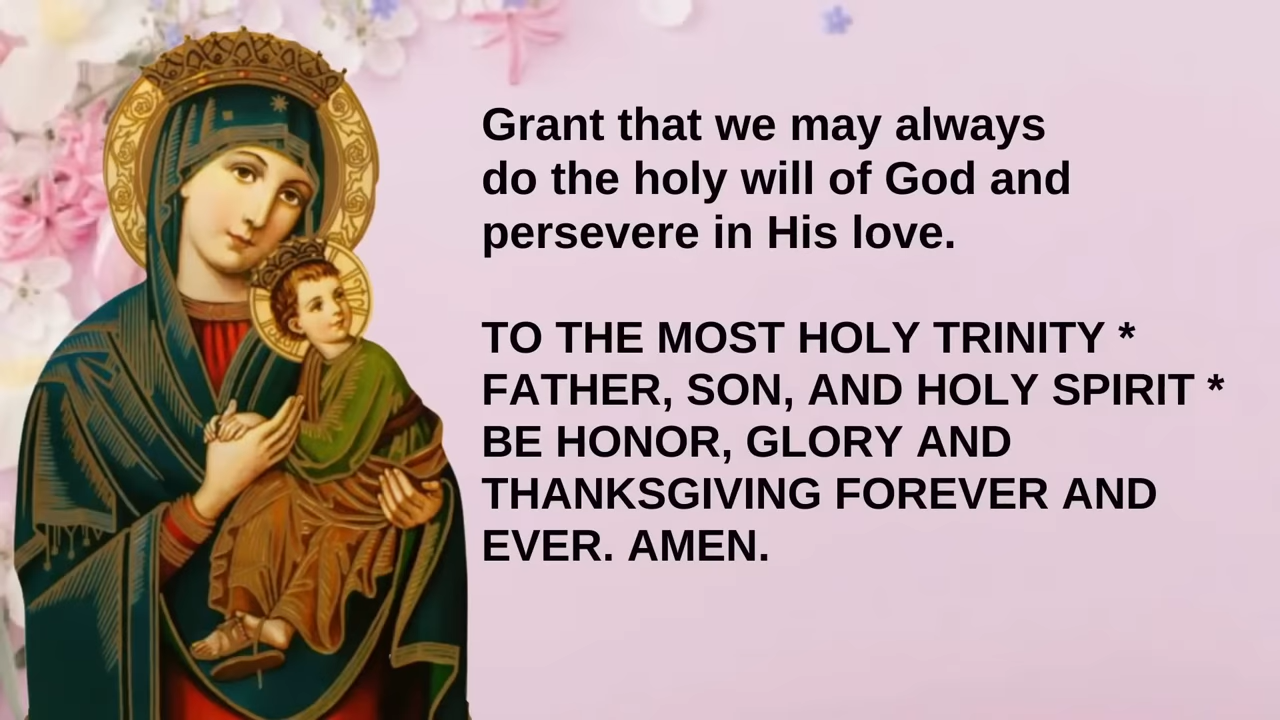 Grant that we may always
do the holy will of God and
persevere in His love.
TO THE MOST HOLY TRINITY *
FATHER, SON, AND HOLY SPIRIT *
BE HONOR, GLORY AND
THANKSGIVING FOREVER AND
EVER. AMEN.